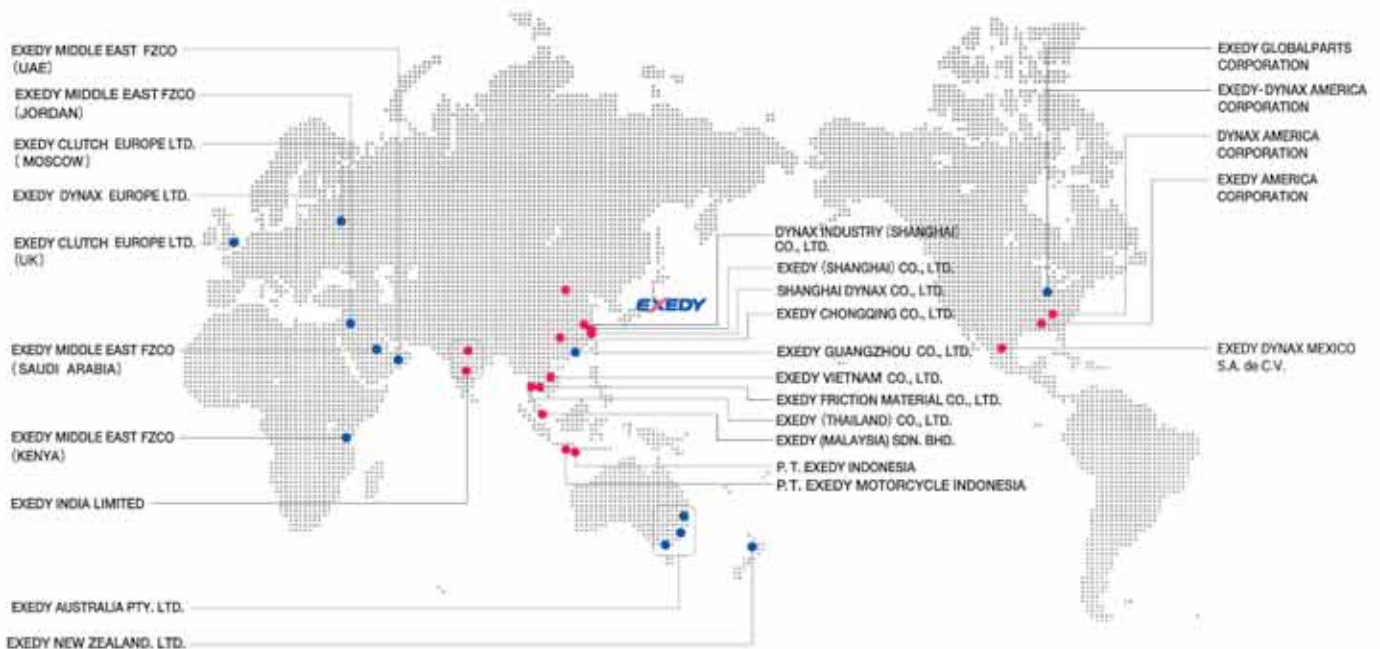 EXEDY MIDDLE EAST FZCO
(UAE)
EXEDY MIDDLE EAST FZCO
(JORDAN)
EXEDY CLUTCH EUROPE LTD.
( MOSCOW)
EXEDY DYNAX EUROPE LTD.
EXEDY CLUTCH EUROPE LTD.
(UK)
EXEDY MIDDLE EAST FZCO
( SAUDI ARABIA)
EXEDY MIDDLE EAST FZCO
(KENYA)
EXEDY INDIA LIMITED
EXEDY AUSTRALIA PTY. LTD.
EXEDY NEW ZEALAND. LTD.
EXEDY
DYNAX INDUSTRY (SHANGHAI)
CO., LTD.
EXEDY (SHANGHAI) CO., LTD.
SHANGHAI DYNAX CO., LTD.
EXEDY CHONGQING CO., LTD.
EXEDY GUANGZHOU CO., LTD.
EXEDY VIETNAM CO., LTD.
EXEDY FRICTION MATERIAL CO., LTD.
EXEDY (THAILAND) CO., LTD.
EXEDY (MALAYSIA) SDN. BHD.
P. T. EXEDY INDONESIA
P.T. EXEDY MOTORCYCLE INDONESIA
EXEDY GLOBALPARTS
CORPORATION
EXEDY-DYNAX AMERICA
CORPORATION
DYNAX AMERICA
CORPORATION
EXEDY AMERICA
CORPORATION
EXEDY DYNAX MEXICO
S.A. de C.V.